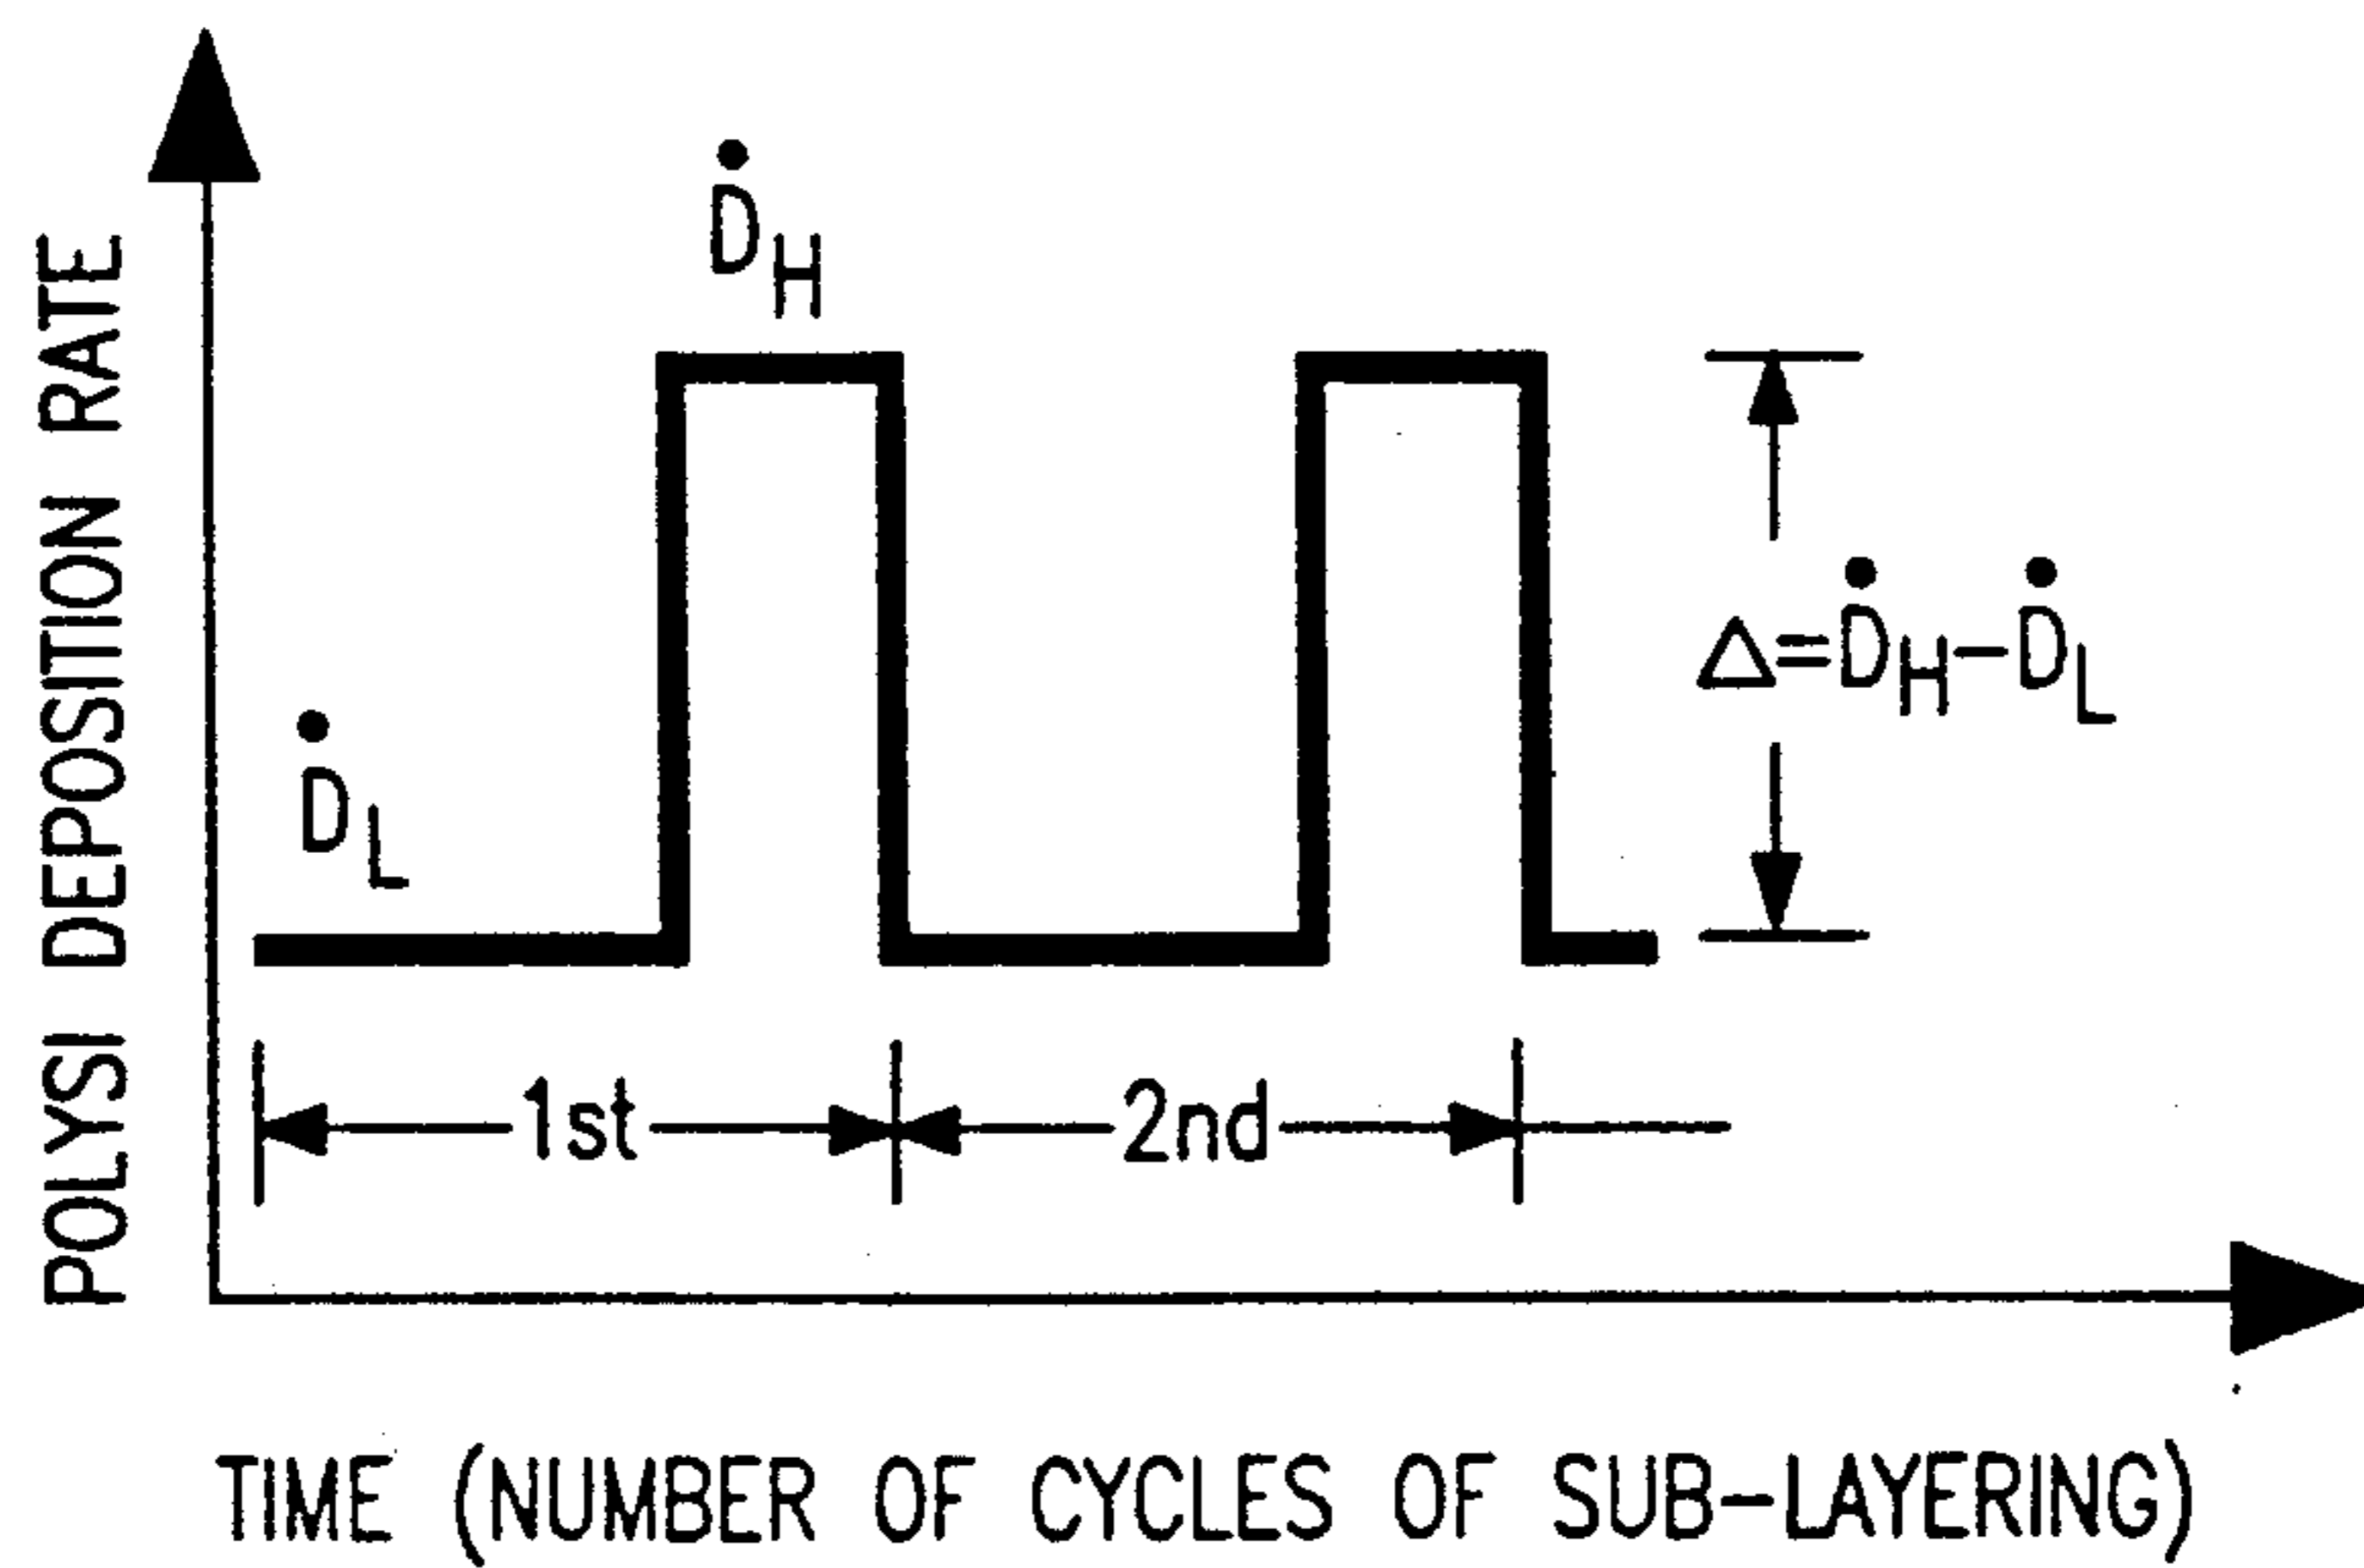 POLYSI DEPOSITION RATE
Ḋ_H
Ḋ_L
Δ=Ḋ_H-Ḋ_L
1st
2nd
TIME (NUMBER OF CYCLES OF SUB-LAYERING)